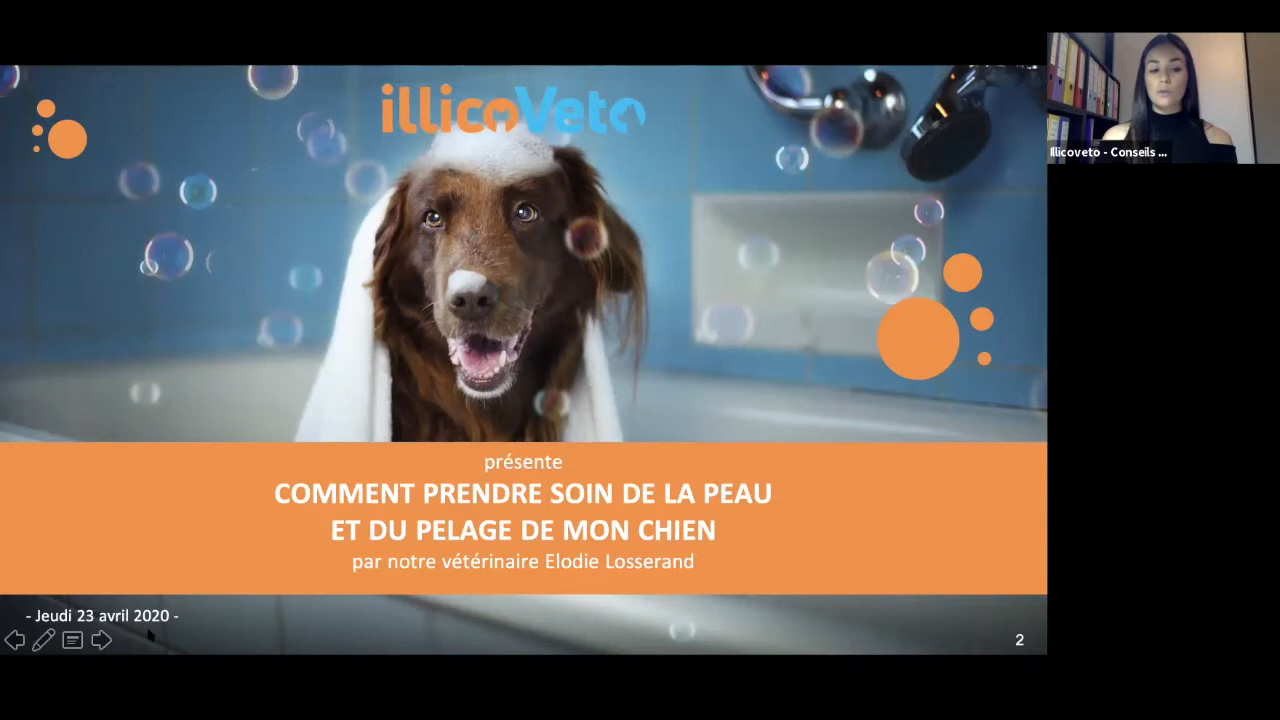 illicoVeto
Illicoveto - Conseils ...
présente
COMMENT PRENDRE SOIN DE LA PEAU
ET DU PELAGE DE MON CHIEN
par notre vétérinaire Elodie Losserand
- Jeudi 23 avril 2020 -
2